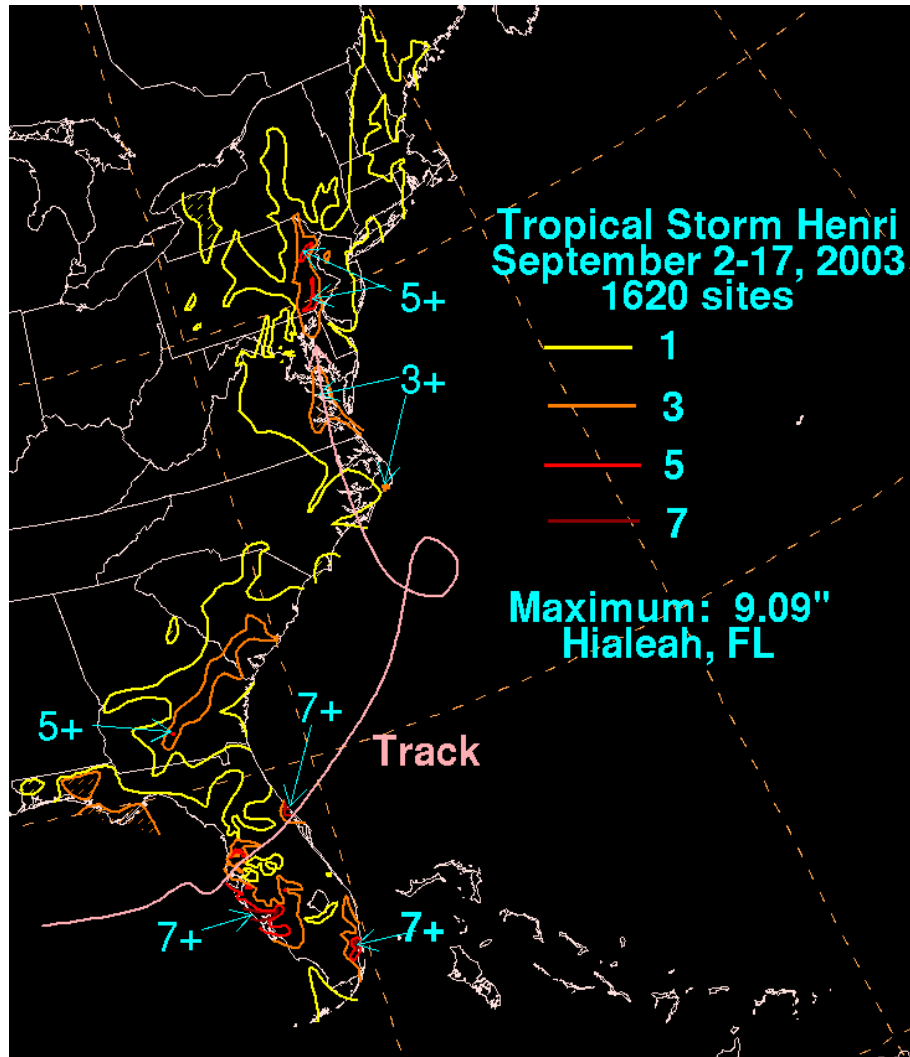 Tropical Storm Henri
September 2-17, 2003
1620 sites
5+
1
3+
3
5
7
Maximum:  9.09"
Hialeah, FL
7+
5+
Track
7+
7+